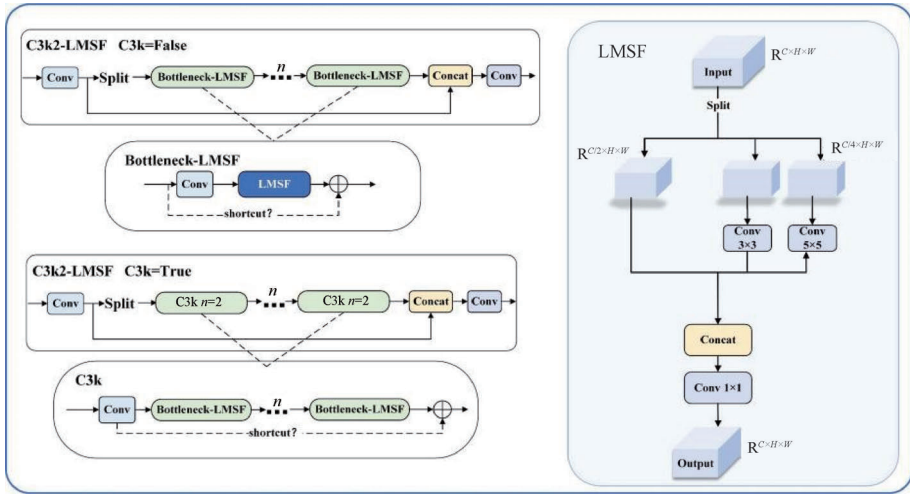 C3k2-LMSF C3k=False
Conv
Split
Bottleneck-LMSF
n
Bottleneck-LMSF
Concat
Conv
Bottleneck-LMSF
Conv
LMSF
shortcut?
C3k2-LMSF C3k=True
Conv
Split
C3k n=2
n
C3k n=2
Concat
Conv
C3k
Conv
Bottleneck-LMSF
n
Bottleneck-LMSF
shortcut?
LMSF
Input
R^{C×H×W}
Split
R^{C/2×H×W}
R^{C/4×H×W}
Conv
3×3
Conv
5×5
Concat
Conv 1×1
Output
R^{C×H×W}